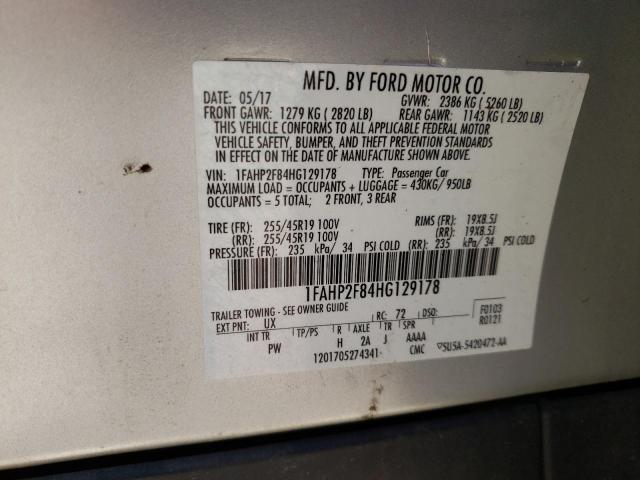 MFD. BY FORD MOTOR CO.
DATE: 05/17 GVWR: 2386 KG ( 5260 LB)
FRONT GAWR: 1279 KG ( 2820 LB) REAR GAWR: 1143 KG ( 2520 LB)
THIS VEHICLE CONFORMS TO ALL APPLICABLE FEDERAL MOTOR
VEHICLE SAFETY, BUMPER, AND THEFT PREVENTION STANDARDS
IN EFFECT ON THE DATE OF MANUFACTURE SHOWN ABOVE.
VIN: 1FAHP2F84HG129178 TYPE: Passenger Car
MAXIMUM LOAD = OCCUPANTS + LUGGAGE = 430KG/ 950LB
OCCUPANTS = 5 TOTAL; 2 FRONT, 3 REAR
TIRE (FR): 255/45R19 100V RIMS (FR): 19X8.5J
(RR): 255/45R19 100V (RR): 19X8.5J
PRESSURE (FR): 235 kPa/ 34 PSI COLD (RR): 235 kPa/ 34 PSI COLD
1FAHP2F84HG129178
TRAILER TOWING - SEE OWNER GUIDE
EXT PNT: UX RC: 72 DSO: F0103
R0121
INT TR TP/PS R AXLE TR SPR
PW H 2A J AAAA
1201705274341 CMC ▽5U5A-5420472-AA